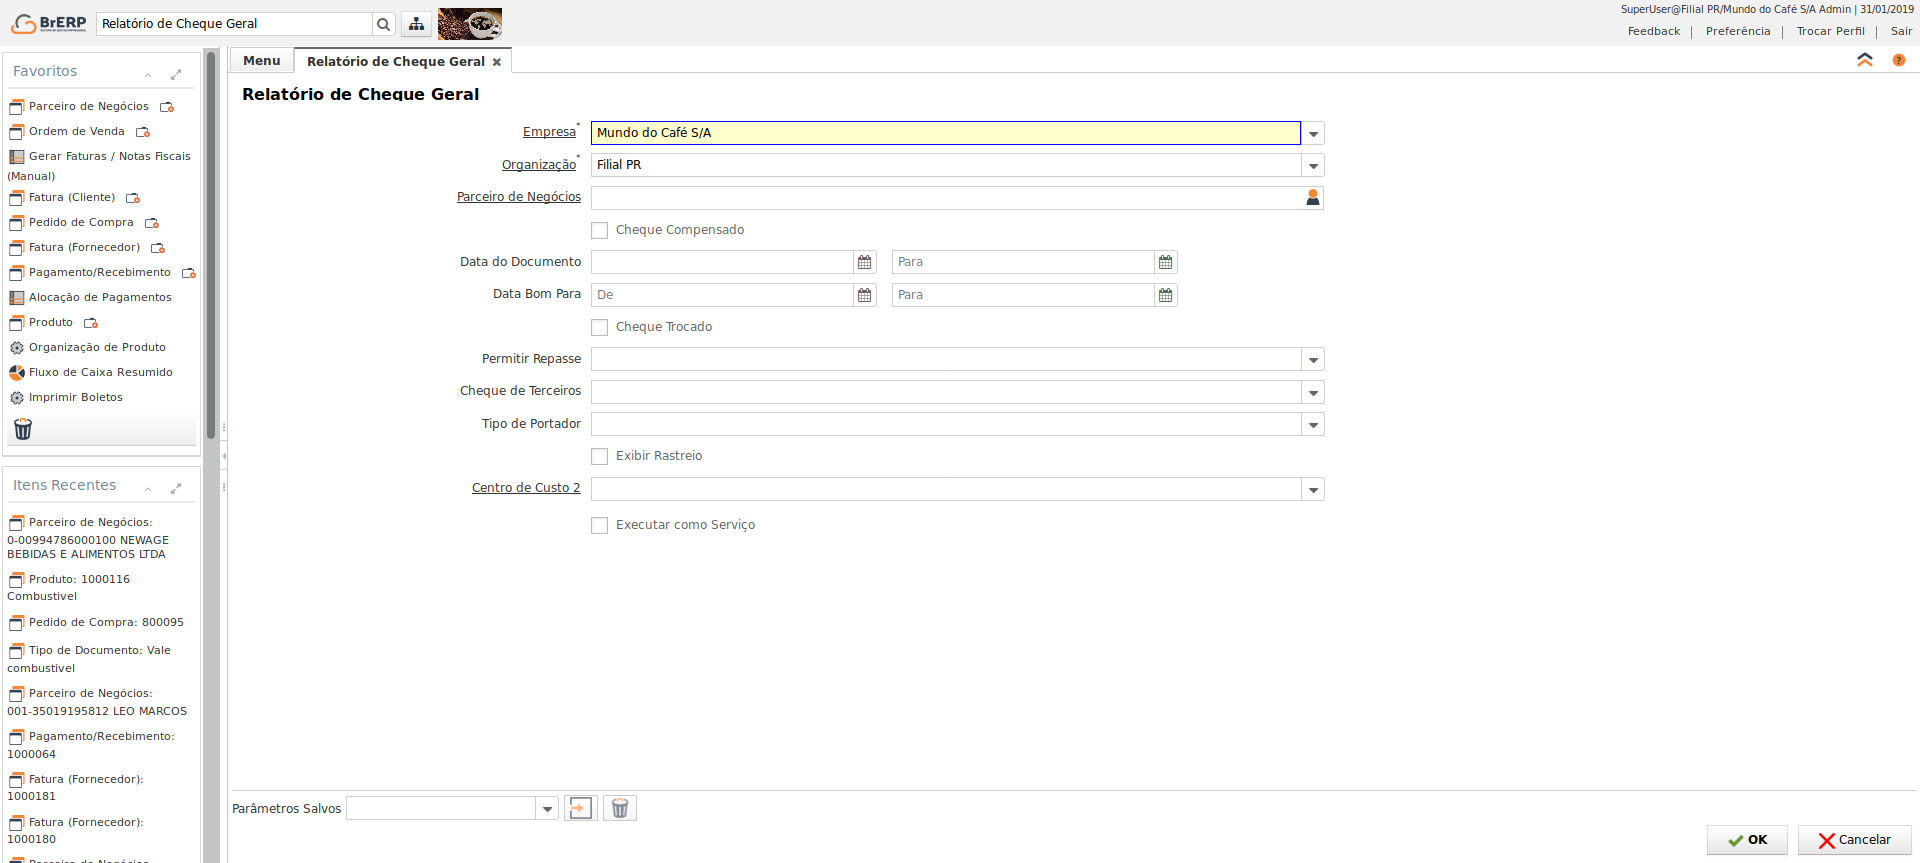 BrERP
Relatório de Cheque Geral
SuperUser@Filial PR/Mundo do Café S/A Admin | 31/01/2019
Feedback | Preferência | Trocar Perfil | Sair
Favoritos
Parceiro de Negócios
Ordem de Venda
Gerar Faturas / Notas Fiscais
(Manual)
Fatura (Cliente)
Pedido de Compra
Fatura (Fornecedor)
Pagamento/Recebimento
Alocação de Pagamentos
Produto
Organização de Produto
Fluxo de Caixa Resumido
Imprimir Boletos
Itens Recentes
Parceiro de Negócios:
0-00994786000100 NEWAGE
BEBIDAS E ALIMENTOS LTDA
Produto: 1000116
Combustivel
Pedido de Compra: 800095
Tipo de Documento: Vale
combustivel
Parceiro de Negócios:
001-35019195812 LEO MARCOS
Pagamento/Recebimento:
1000064
Fatura (Fornecedor):
1000181
Fatura (Fornecedor):
1000180
Parceiro de Negócios
Menu
Relatório de Cheque Geral
?
Relatório de Cheque Geral
Empresa* Mundo do Café S/A
Organização* Filial PR
Parceiro de Negócios
Cheque Compensado
Data do Documento Para
Data Bom Para De Para
Cheque Trocado
Permitir Repasse
Cheque de Terceiros
Tipo de Portador
Exibir Rastreio
Centro de Custo 2
Executar como Serviço
Parâmetros Salvos
OK Cancelar